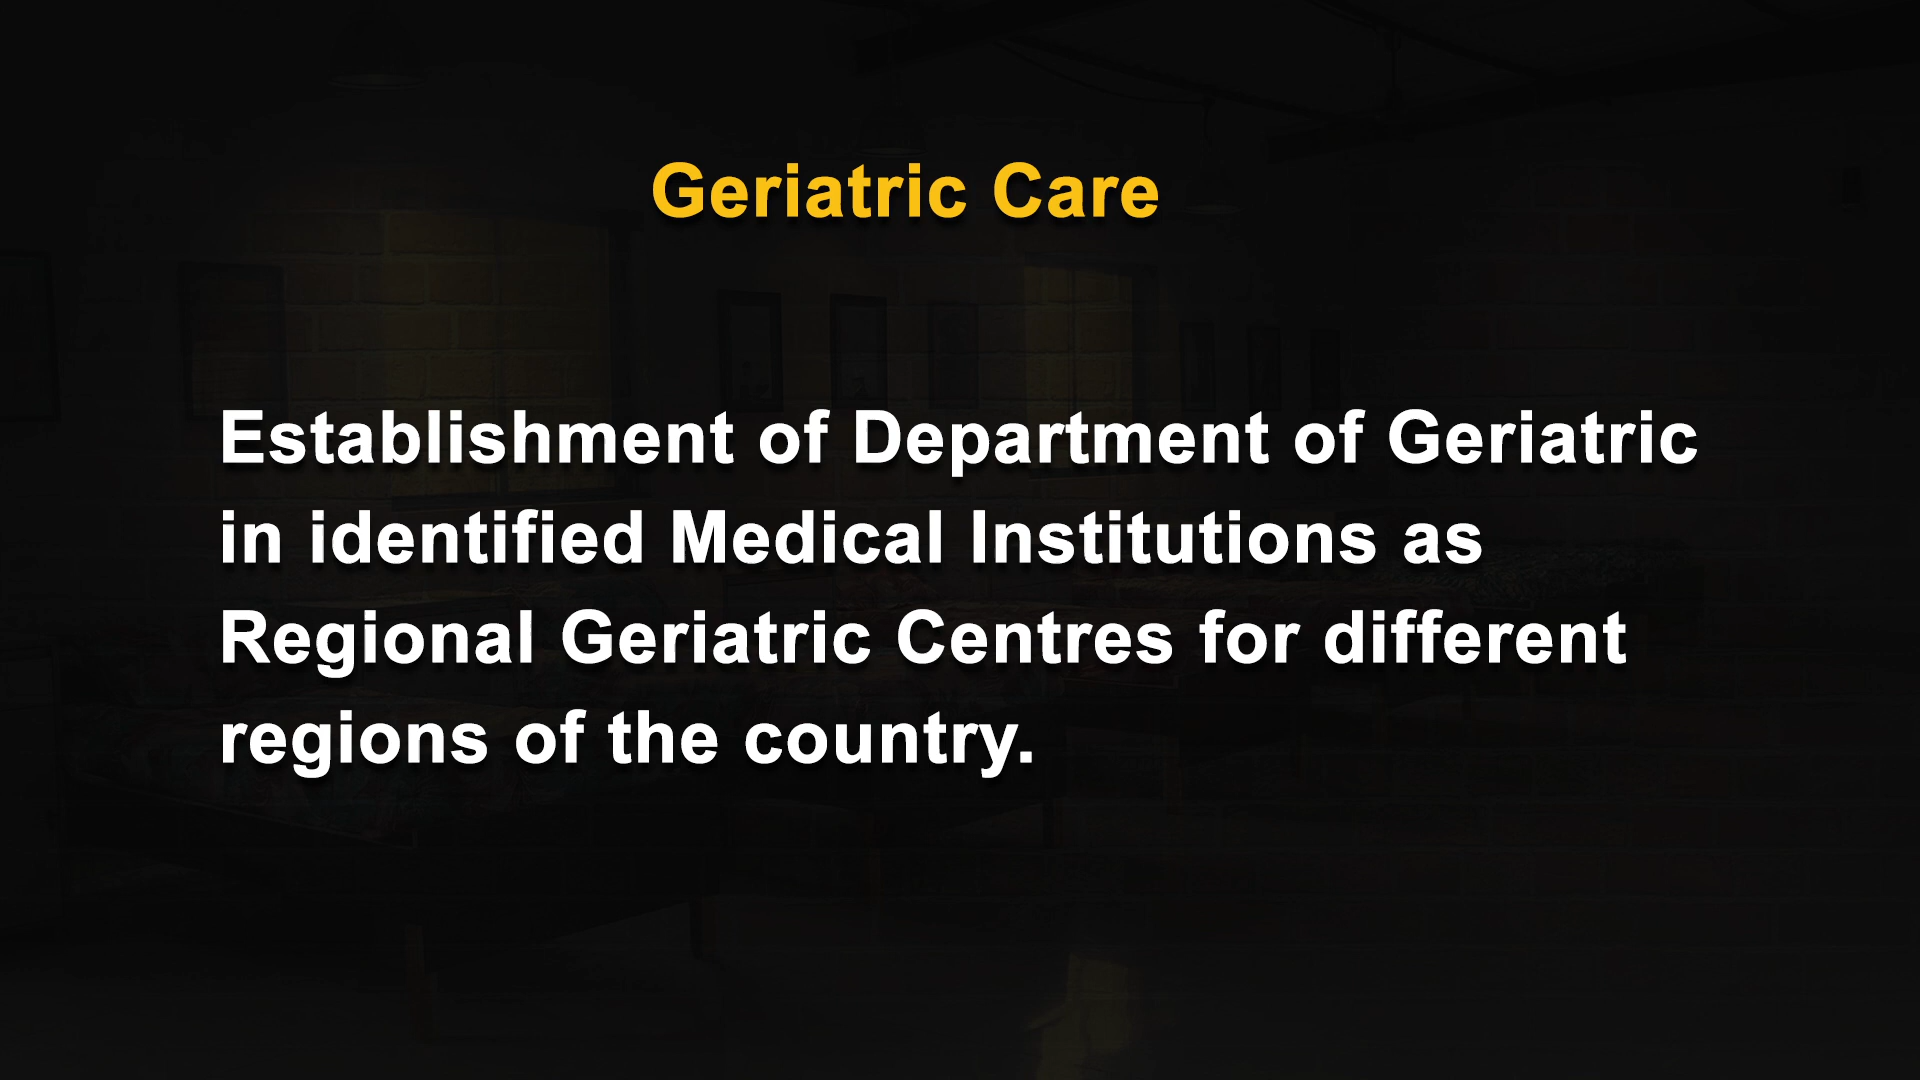 Geriatric Care
Establishment of Department of Geriatric
in identified Medical Institutions as
Regional Geriatric Centres for different
regions of the country.